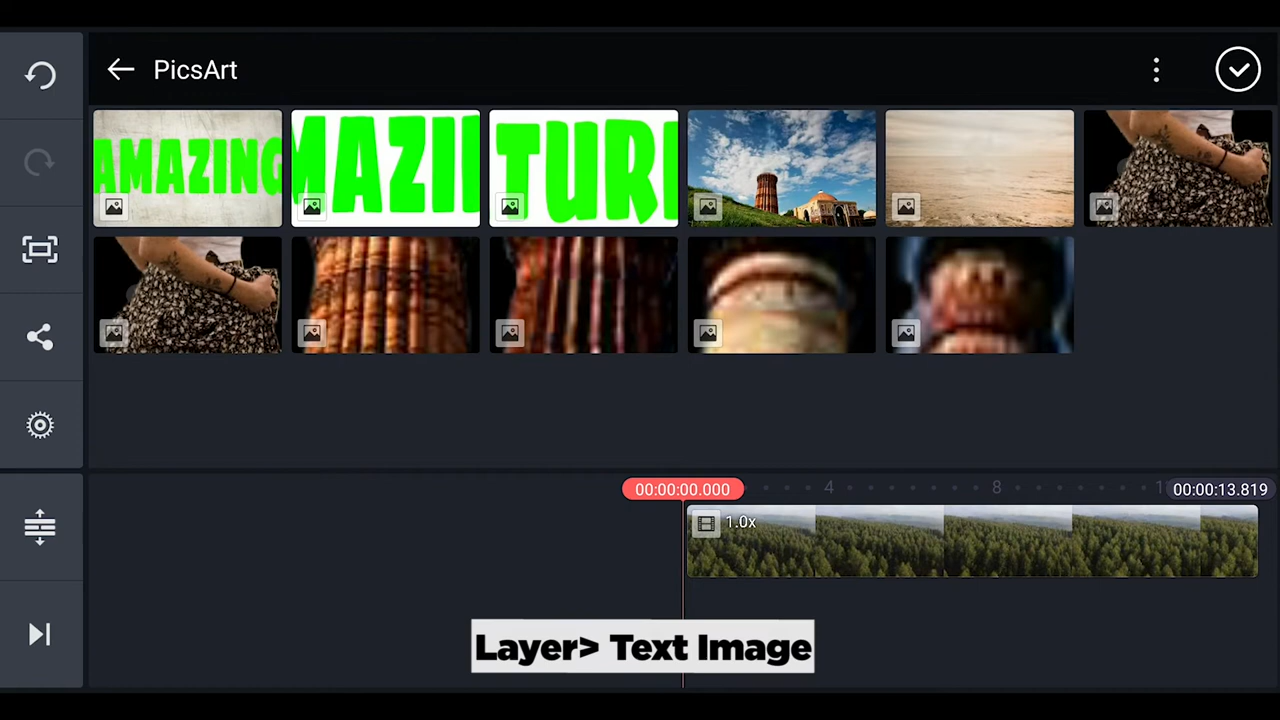 PicsArt
AMAZING
MAZII
TURI
00:00:00.000
4
8
00:00:13.819
1.0x
Layer> Text Image